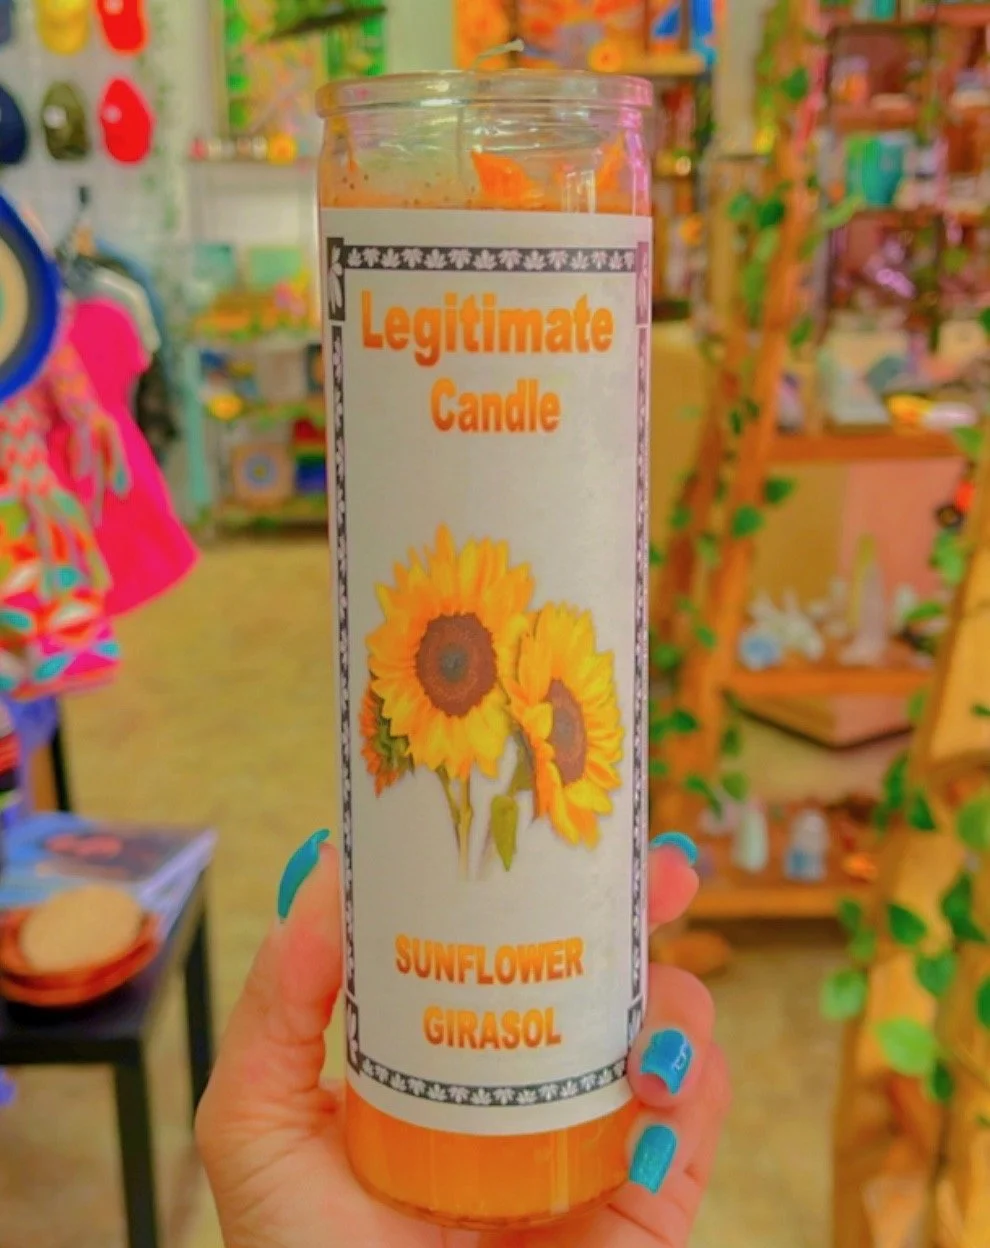 Legitimate
Candle
SUNFLOWER
GIRASOL